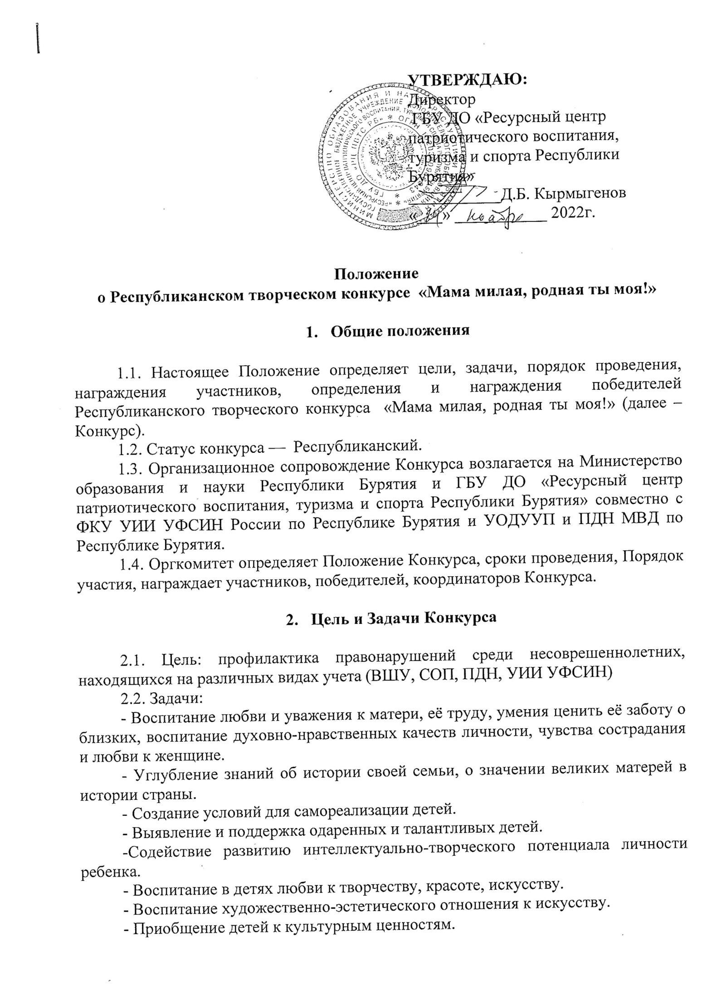 УТВЕРЖДАЮ:
Директор
ГБУ ДО «Ресурсный центр
патриотического воспитания,
туризма и спорта Республики
Бурятия»
Д.Б. Кырмыгенов
« » ноября 2022г.
Положение
о Республиканском творческом конкурсе «Мама милая, родная ты моя!»
1. Общие положения
1.1. Настоящее Положение определяет цели, задачи, порядок проведения,
награждения участников, определения и награждения победителей
Республиканского творческого конкурса «Мама милая, родная ты моя!» (далее –
Конкурс).
1.2. Статус конкурса — Республиканский.
1.3. Организационное сопровождение Конкурса возлагается на Министерство
образования и науки Республики Бурятия и ГБУ ДО «Ресурсный центр
патриотического воспитания, туризма и спорта Республики Бурятия» совместно с
ФКУ УИИ УФСИН России по Республике Бурятия и УОДУУП и ПДН МВД по
Республике Бурятия.
1.4. Оргкомитет определяет Положение Конкурса, сроки проведения, Порядок
участия, награждает участников, победителей, координаторов Конкурса.
2. Цель и Задачи Конкурса
2.1. Цель: профилактика правонарушений среди несоврешеннолетних,
находящихся на различных видах учета (ВШУ, СОП, ПДН, УИИ УФСИН)
2.2. Задачи:
- Воспитание любви и уважения к матери, её труду, умения ценить её заботу о
близких, воспитание духовно-нравственных качеств личности, чувства сострадания
и любви к женщине.
- Углубление знаний об истории своей семьи, о значении великих матерей в
истории страны.
- Создание условий для самореализации детей.
- Выявление и поддержка одаренных и талантливых детей.
-Содействие развитию интеллектуально-творческого потенциала личности
ребенка.
- Воспитание в детях любви к творчеству, красоте, искусству.
- Воспитание художественно-эстетического отношения к искусству.
- Приобщение детей к культурным ценностям.